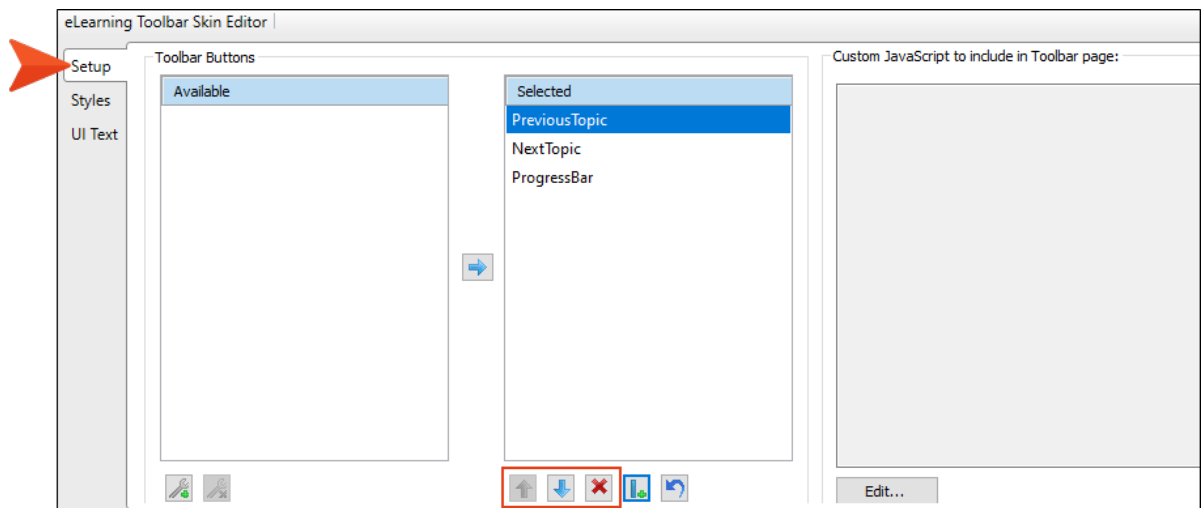 eLearning Toolbar Skin Editor
Setup
Styles
UI Text
Toolbar Buttons
Available
Selected
PreviousTopic
NextTopic
ProgressBar
Custom JavaScript to include in Toolbar page:
Edit...